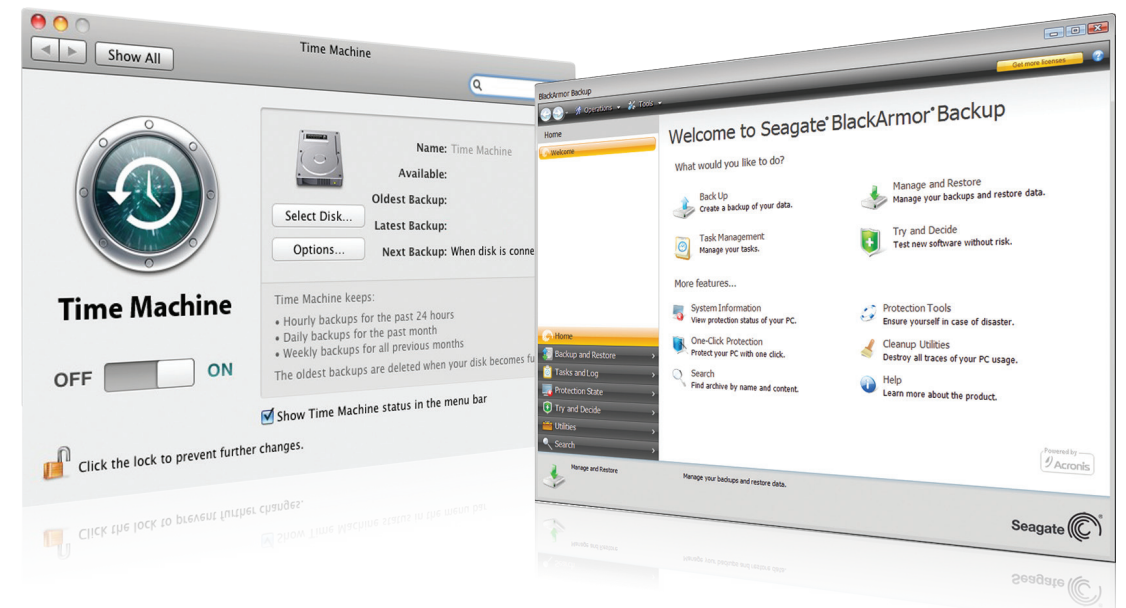 Show All
Time Machine
Time Machine
OFF
ON
Name: Time Machine
Available:
Oldest Backup:
Select Disk...
Latest Backup:
Options...
Next Backup: When disk is conne
Time Machine keeps:
• Hourly backups for the past 24 hours
• Daily backups for the past month
• Weekly backups for all previous months
The oldest backups are deleted when your disk becomes fu
Show Time Machine status in the menu bar
Click the lock to prevent further changes.
BlackArmor Backup
Get more licenses
?
Operations
Tools
Home
Welcome
Welcome to Seagate® BlackArmor® Backup
What would you like to do?
Back Up
Create a backup of your data.
Manage and Restore
Manage your backups and restore data.
Task Management
Manage your tasks.
Try and Decide
Test new software without risk.
More features...
System Information
View protection status of your PC.
Protection Tools
Ensure yourself in case of disaster.
One-Click Protection
Protect your PC with one click.
Cleanup Utilities
Destroy all traces of your PC usage.
Search
Find archive by name and content.
Help
Learn more about the product.
Home
Backup and Restore
Tasks and Log
Protection State
Try and Decide
Utilities
Search
Powered by
Acronis
Manage and Restore
Manage your backups and restore data.
Seagate